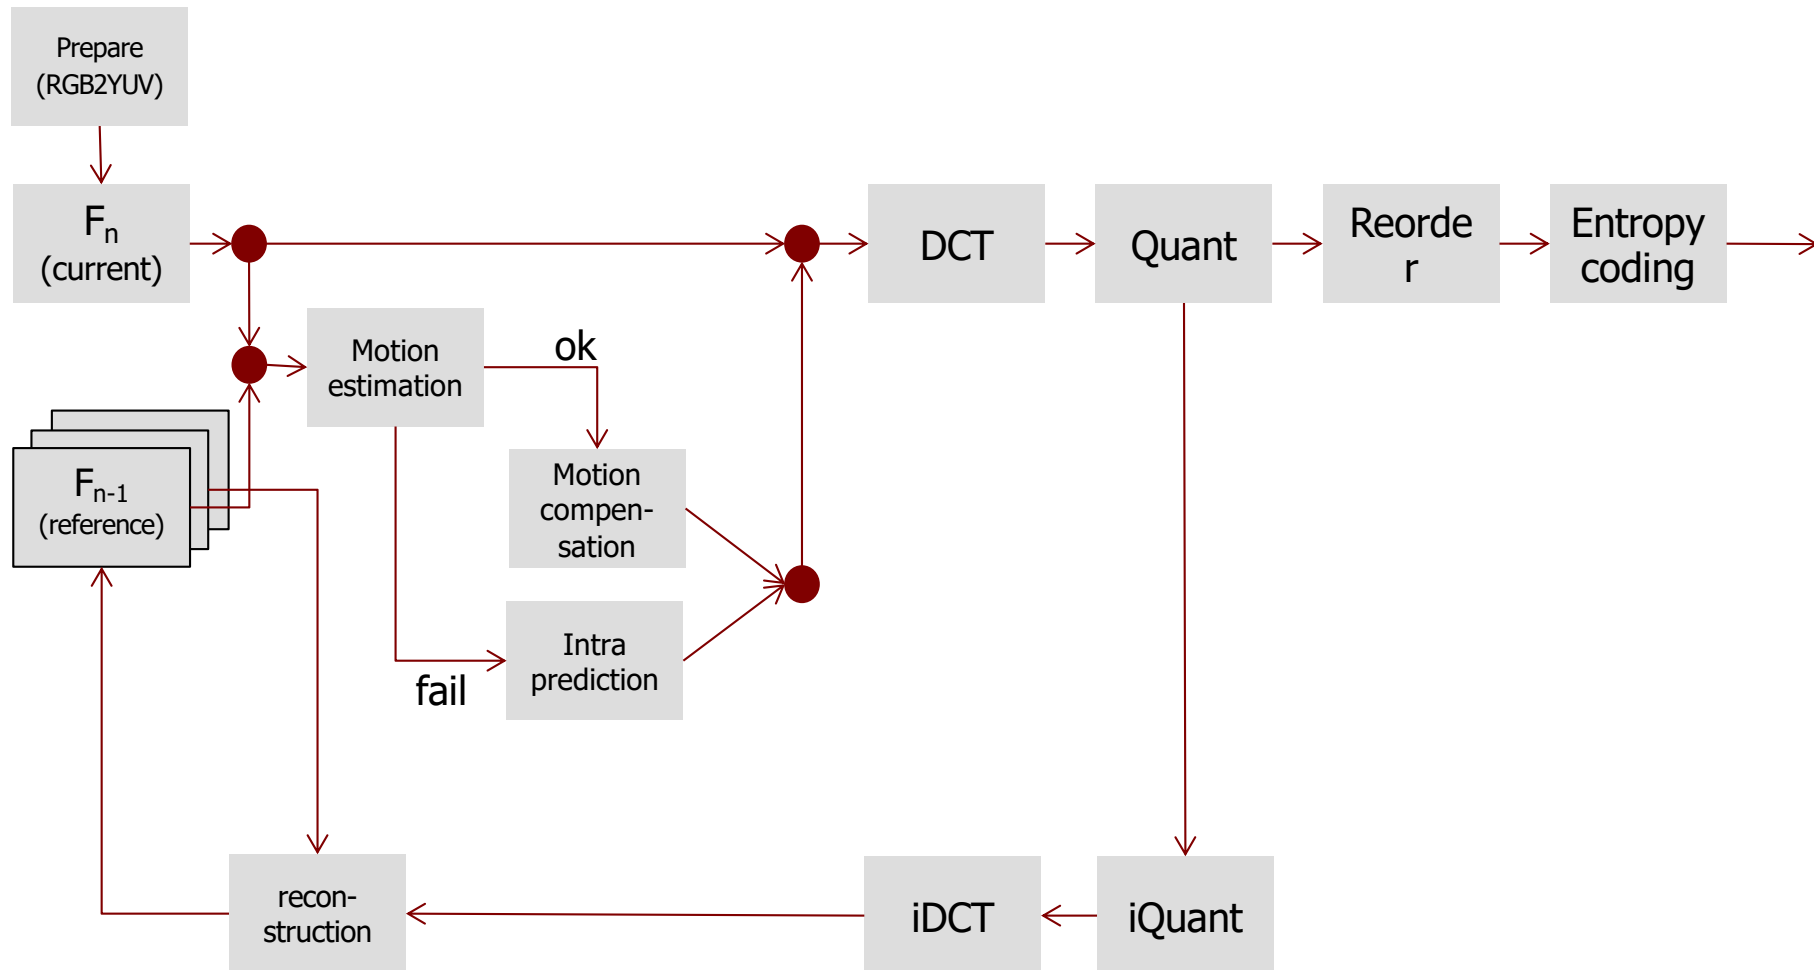 Prepare
(RGB2YUV)
Fn
(current)
DCT
Quant
Reorde
r
Entropy
coding
Motion
estimation
ok
Fn-1
(reference)
Motion
compen-
sation
Intra
prediction
fail
recon-
struction
iDCT
iQuant